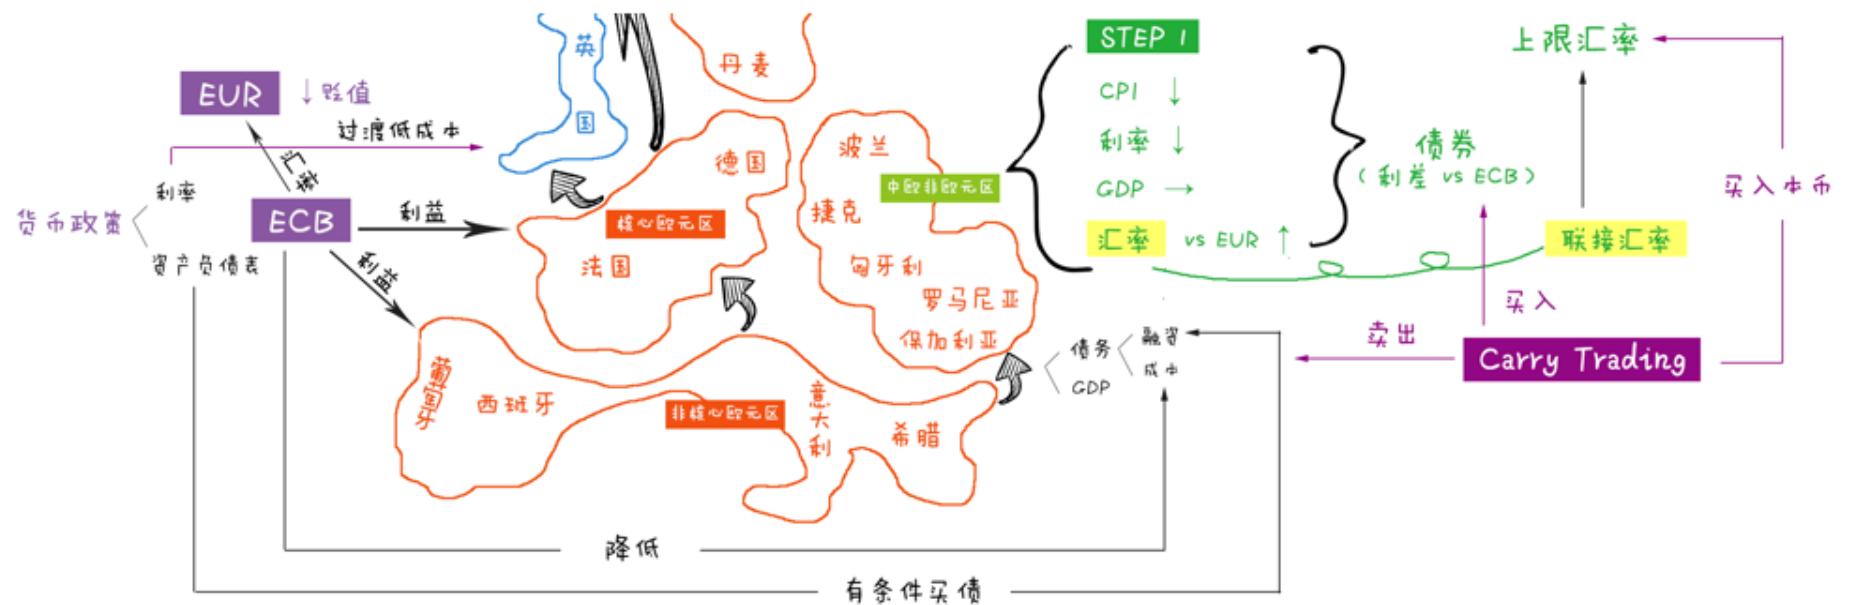 EUR
↓ 贬值
过渡低成本
汇率
利率
货币政策
资产负债表
ECB
利益
利益
英
国
丹麦
德国
核心欧元区
法国
波兰
中欧非欧元区
捷克
匈牙利
罗马尼亚
保加利亚
葡萄牙
西班牙
非核心欧元区
意大利
希腊
STEP 1
CPI ↓
利率 ↓
GDP →
汇率 vs EUR ↑
债券
(利差 vs ECB)
上限汇率
买入本币
联接汇率
买入
卖出
Carry Trading
债务
GDP
融资
成本
降低
有条件买债